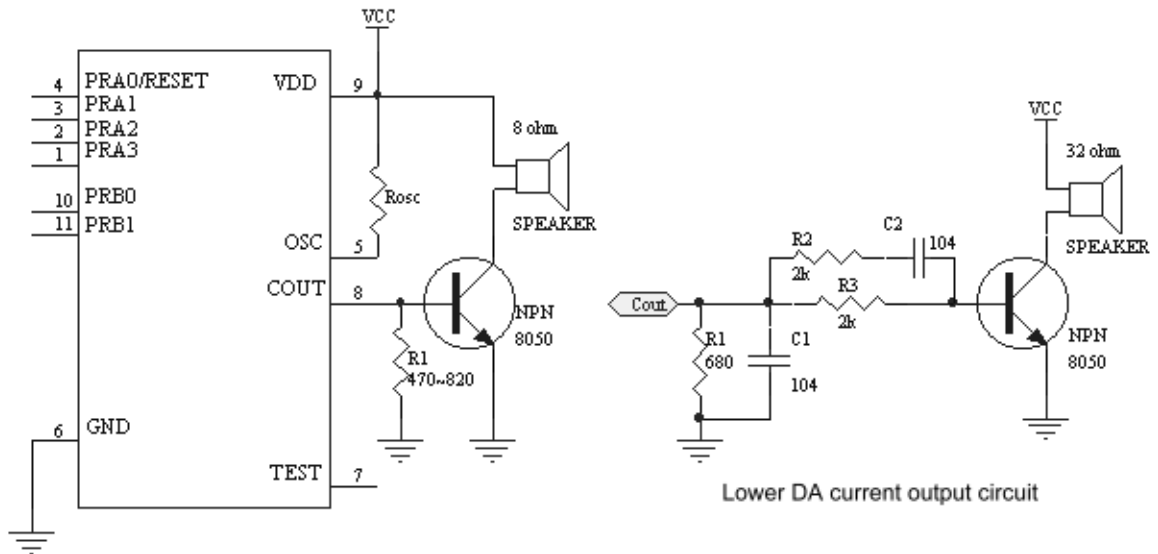 VCC
4 PRA0/RESET
3 PRA1
2 PRA2
1 PRA3
10 PRB0
11 PRB1
VDD 9
Rosc
OSC 5
COUT 8
8 ohm
SPEAKER
NPN
8050
R1
470~820
6 GND
TEST 7
VCC
32 ohm
SPEAKER
C2
104
R2
2k
R3
2k
Cout
R1
680
C1
104
NPN
8050
Lower DA current output circuit